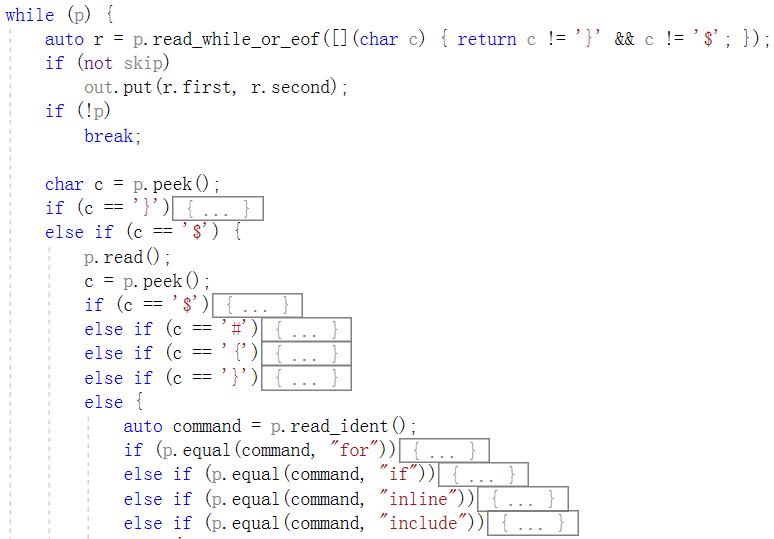 while (p) {
auto r = p.read_while_or_eof([](char c) { return c != '}' && c != '$'; });
if (not skip)
out.put(r.first, r.second);
if (!p)
break;
char c = p.peek();
if (c == '}') { ... }
else if (c == '$') {
p.read();
c = p.peek();
if (c == '$') { ... }
else if (c == '#') { ... }
else if (c == '{') { ... }
else if (c == '}') { ... }
else {
auto command = p.read_ident();
if (p.equal(command, "for")) { ... }
else if (p.equal(command, "if")) { ... }
else if (p.equal(command, "inline")) { ... }
else if (p.equal(command, "include")) { ... }